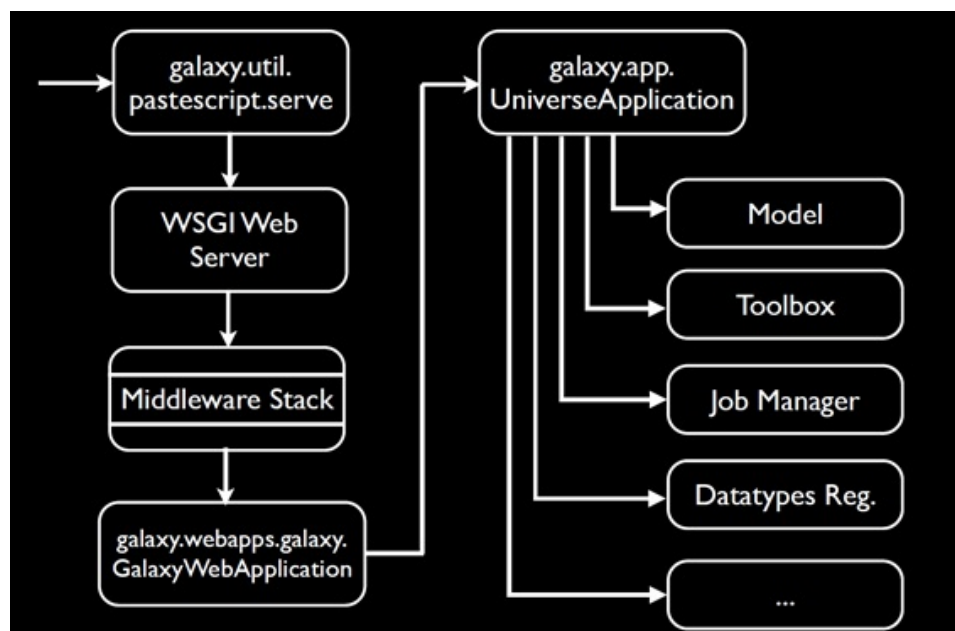 galaxy.util.
pastescript.serve
WSGI Web
Server
Middleware Stack
galaxy.webapps.galaxy.
GalaxyWebApplication
galaxy.app.
UniverseApplication
Model
Toolbox
Job Manager
Datatypes Reg.
...